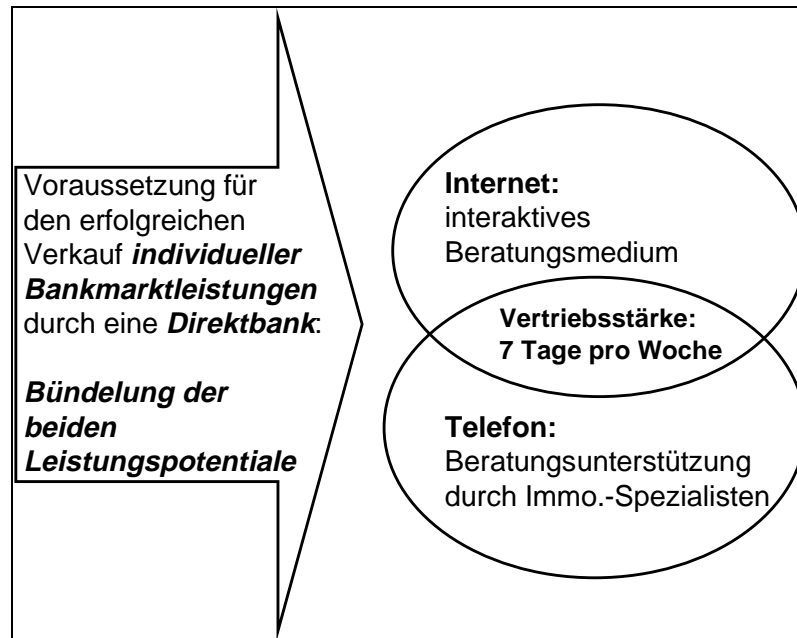 Voraussetzung für
den erfolgreichen
Verkauf individueller
Bankmarktleistungen
durch eine Direktbank:
Bündelung der
beiden
Leistungspotentiale
Internet:
interaktives
Beratungsmedium
Vertriebsstärke:
7 Tage pro Woche
Telefon:
Beratungsunterstützung
durch Immo.-Spezialisten